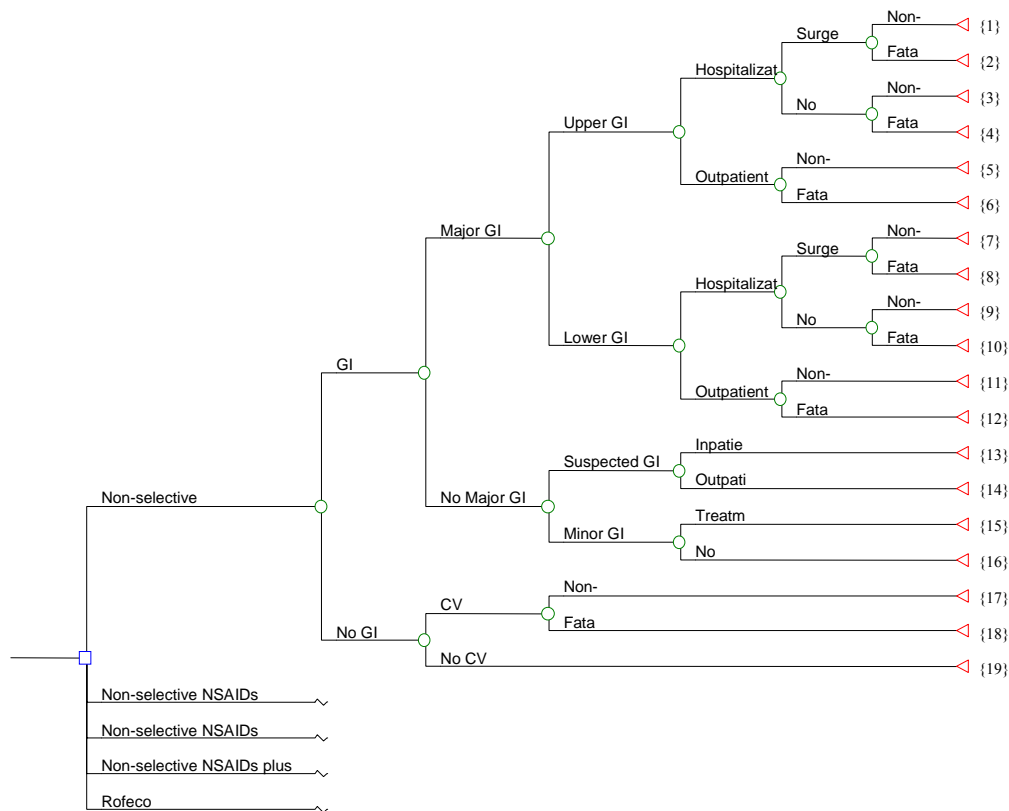 Non-
{1}
Surge
Fata
{2}
Hospitalizat
Non-
{3}
No
Fata
{4}
Upper GI
Non-
{5}
Outpatient
Fata
{6}
Major GI
Non-
{7}
Surge
Fata
{8}
Hospitalizat
Non-
{9}
No
Fata
{10}
Lower GI
Non-
{11}
Outpatient
Fata
{12}
GI
Inpatie
{13}
Suspected GI
Outpati
{14}
No Major GI
Treatm
{15}
Minor GI
No
{16}
Non-selective
Non-
{17}
CV
Fata
{18}
No GI
No CV
{19}
Non-selective NSAIDs
Non-selective NSAIDs
Non-selective NSAIDs plus
Rofeco